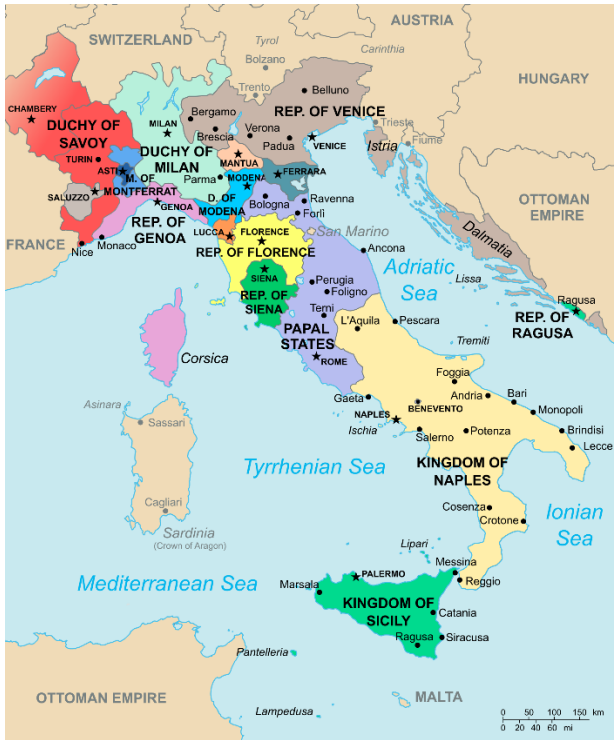 AUSTRIA
SWITZERLAND
Tyrol
Bolzano
Carinthia
HUNGARY
Belluno
Trento
CHAMBERY
Bergamo
REP. OF VENICE
Trieste
Fiume
DUCHY OF
SAVOY
MILAN
Brescia
Verona
Padua
VENICE
Istria
DUCHY OF
MILAN
TURIN
MANTUA
ASTI
M. OF
MONTFERRAT
Parma
MODENA
FERRARA
SALUZZO
D. OF
MODENA
Bologna
Ravenna
OTTOMAN
EMPIRE
GENOA
Forlì
REP. OF
GENOA
FRANCE
Nice
Monaco
LUCCA
FLORENCE
San Marino
REP. OF FLORENCE
Dalmatia
Ancona
Adriatic
Sea
SIENA
REP. OF
SIENA
Perugia
Foligno
Lissa
Terni
Ragusa
PAPAL
STATES
L'Aquila
Pescara
REP. OF
RAGUSA
Corsica
ROME
Tremiti
Foggia
Asinara
Gaeta
Andria
Bari
BENEVENTO
Monopoli
NAPLES
Sassari
Ischia
Salerno
Potenza
Brindisi
Lecce
Tyrrhenian Sea
KINGDOM OF
NAPLES
Cagliari
Cosenza
Crotone
Ionian
Sea
Sardinia
(Crown of Aragon)
Lipari
Messina
Mediterranean Sea
PALERMO
Marsala
Reggio
KINGDOM OF
SICILY
Catania
Ragusa
Siracusa
Pantelleria
OTTOMAN EMPIRE
MALTA
Lampedusa
0 50 100 150 km
0 20 40 60 mi